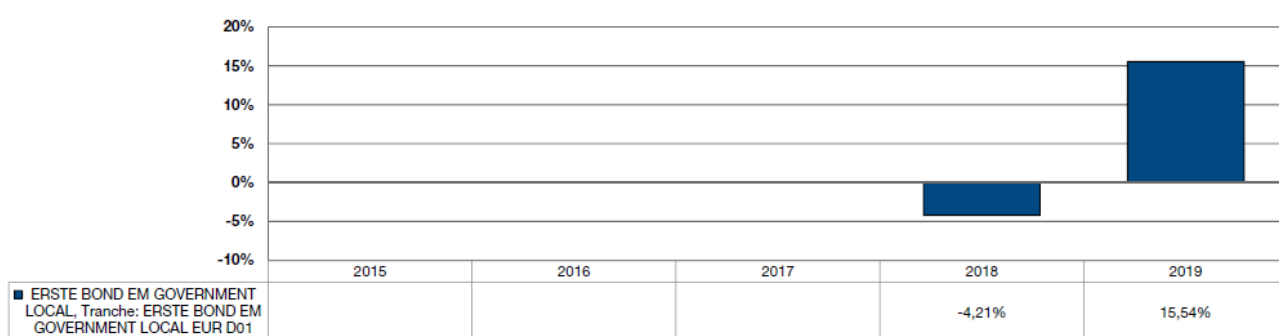 20%
15%
10%
5%
0%
-5%
-10%
2015 2016 2017 2018 2019
ERSTE BOND EM GOVERNMENT
LOCAL, Tranche: ERSTE BOND EM
GOVERNMENT LOCAL EUR D01
-4,21% 15,54%